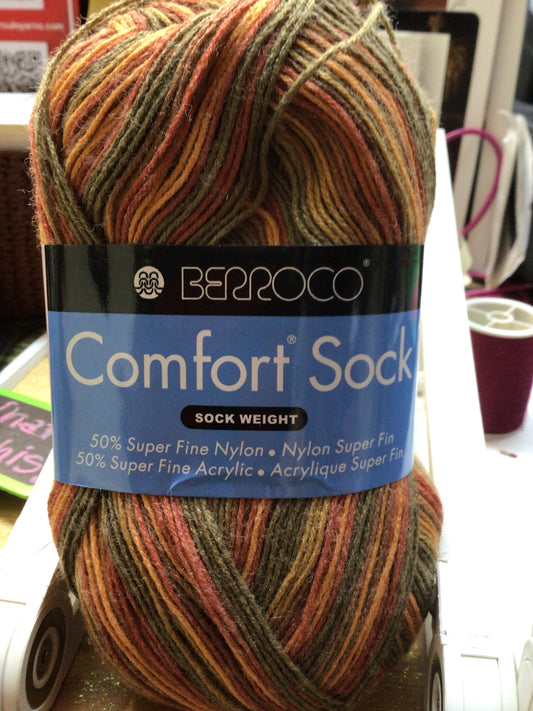 BERROCO®
Comfort® Sock
SOCK WEIGHT
50% Super Fine Nylon • Nylon Super Fin
50% Super Fine Acrylic • Acrylique Super Fin